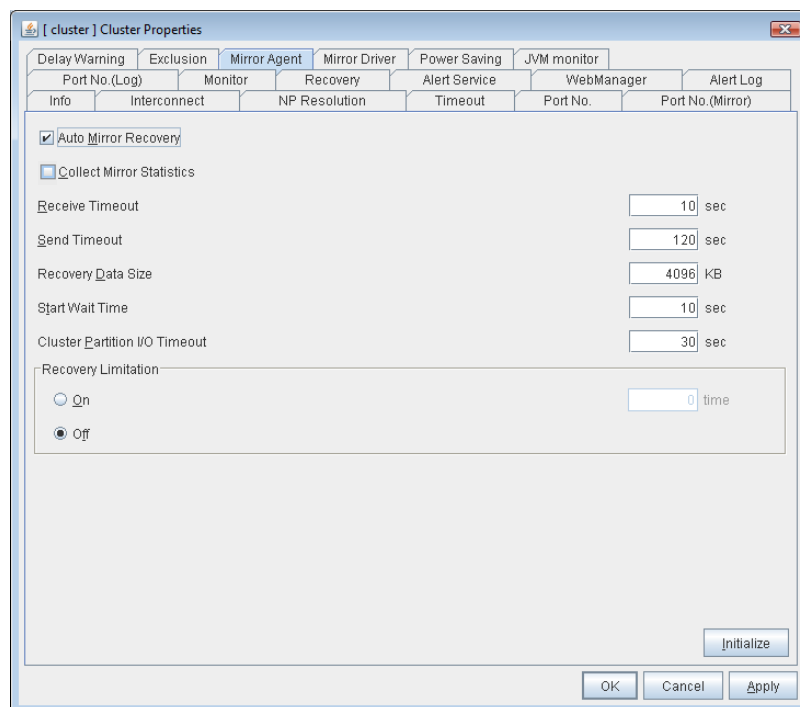 [ cluster ] Cluster Properties
Delay Warning Exclusion Mirror Agent Mirror Driver Power Saving JVM monitor
Port No.(Log) Monitor Recovery Alert Service WebManager Alert Log
Info Interconnect NP Resolution Timeout Port No. Port No.(Mirror)
Auto Mirror Recovery
Collect Mirror Statistics
Receive Timeout 10 sec
Send Timeout 120 sec
Recovery Data Size 4096 KB
Start Wait Time 10 sec
Cluster Partition I/O Timeout 30 sec
Recovery Limitation
On 0 time
Off
Initialize
OK Cancel Apply